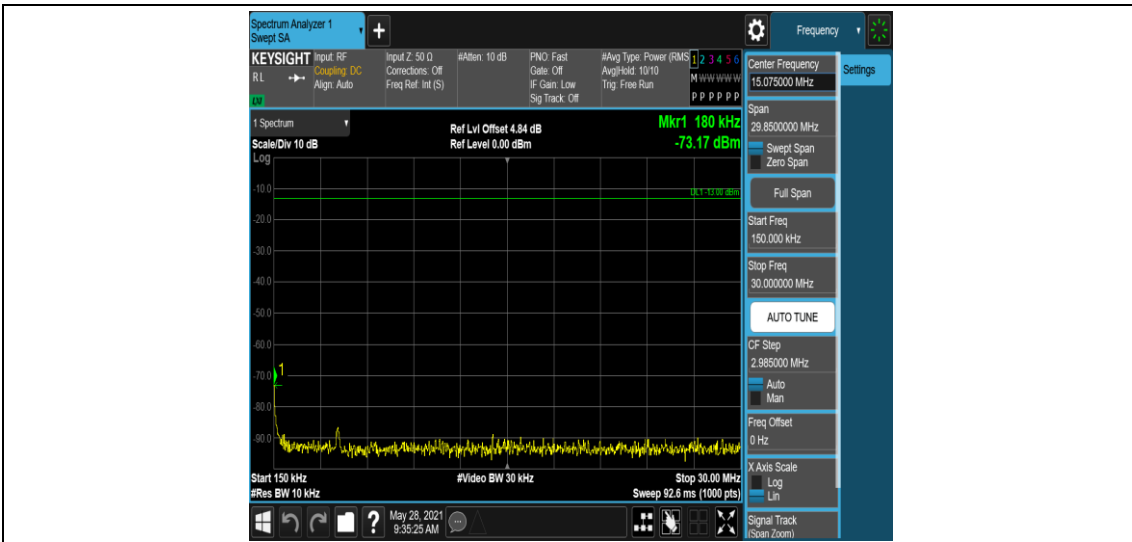 Spectrum Analyzer 1
Swept SA
+
Frequency
KEYSIGHT
RL
LXI
Input: RF
Coupling: DC
Align: Auto
Input Z: 50 Ω
Corrections: Off
Freq Ref: Int (S)
#Atten: 10 dB
PNO: Fast
Gate: Off
IF Gain: Low
Sig Track: Off
#Avg Type: Power (RMS
Avg|Hold: 10/10
Trig: Free Run
1 2 3 4 5 6
M W W W W W
P P P P P P
1 Spectrum
Scale/Div 10 dB
Log
Ref Lvl Offset 4.84 dB
Ref Level 0.00 dBm
Mkr1 180 kHz
-73.17 dBm
DL1 -13.00 dBm
-10.0
-20.0
-30.0
-40.0
-50.0
-60.0
-70.0
1
-80.0
-90.0
Start 150 kHz
#Res BW 10 kHz
#Video BW 30 kHz
Stop 30.00 MHz
Sweep 92.6 ms (1000 pts)
?
May 28, 2021
9:35:25 AM
Center Frequency
15.075000 MHz
Settings
Span
29.8500000 MHz
Swept Span
Zero Span
Full Span
Start Freq
150.000 kHz
Stop Freq
30.000000 MHz
AUTO TUNE
CF Step
2.985000 MHz
Auto
Man
Freq Offset
0 Hz
X Axis Scale
Log
Lin
Signal Track
(Span Zoom)